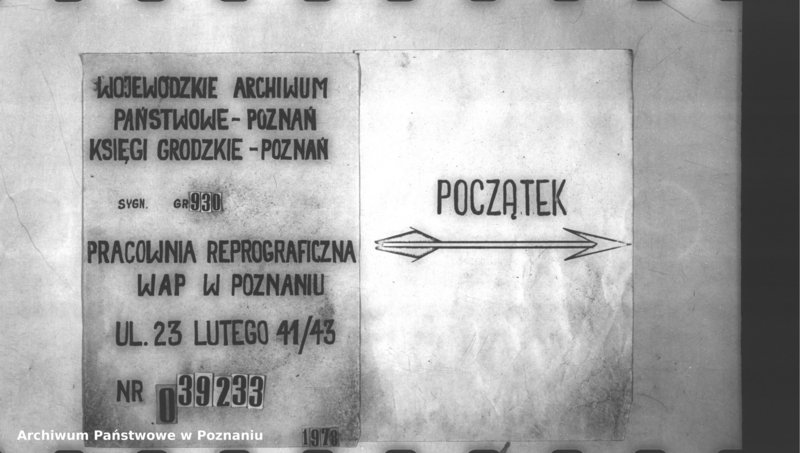 WOJEWÓDZKIE ARCHIWUM
PAŃSTWOWE - POZNAŃ
KSIĘGI GRODZKIE - POZNAŃ
SYGN. GR 930
PRACOWNIA REPROGRAFICZNA
WAP W POZNANIU
UL. 23 LUTEGO 41/43
NR 039233
1978
POCZĄTEK
Archiwum Państwowe w Poznaniu